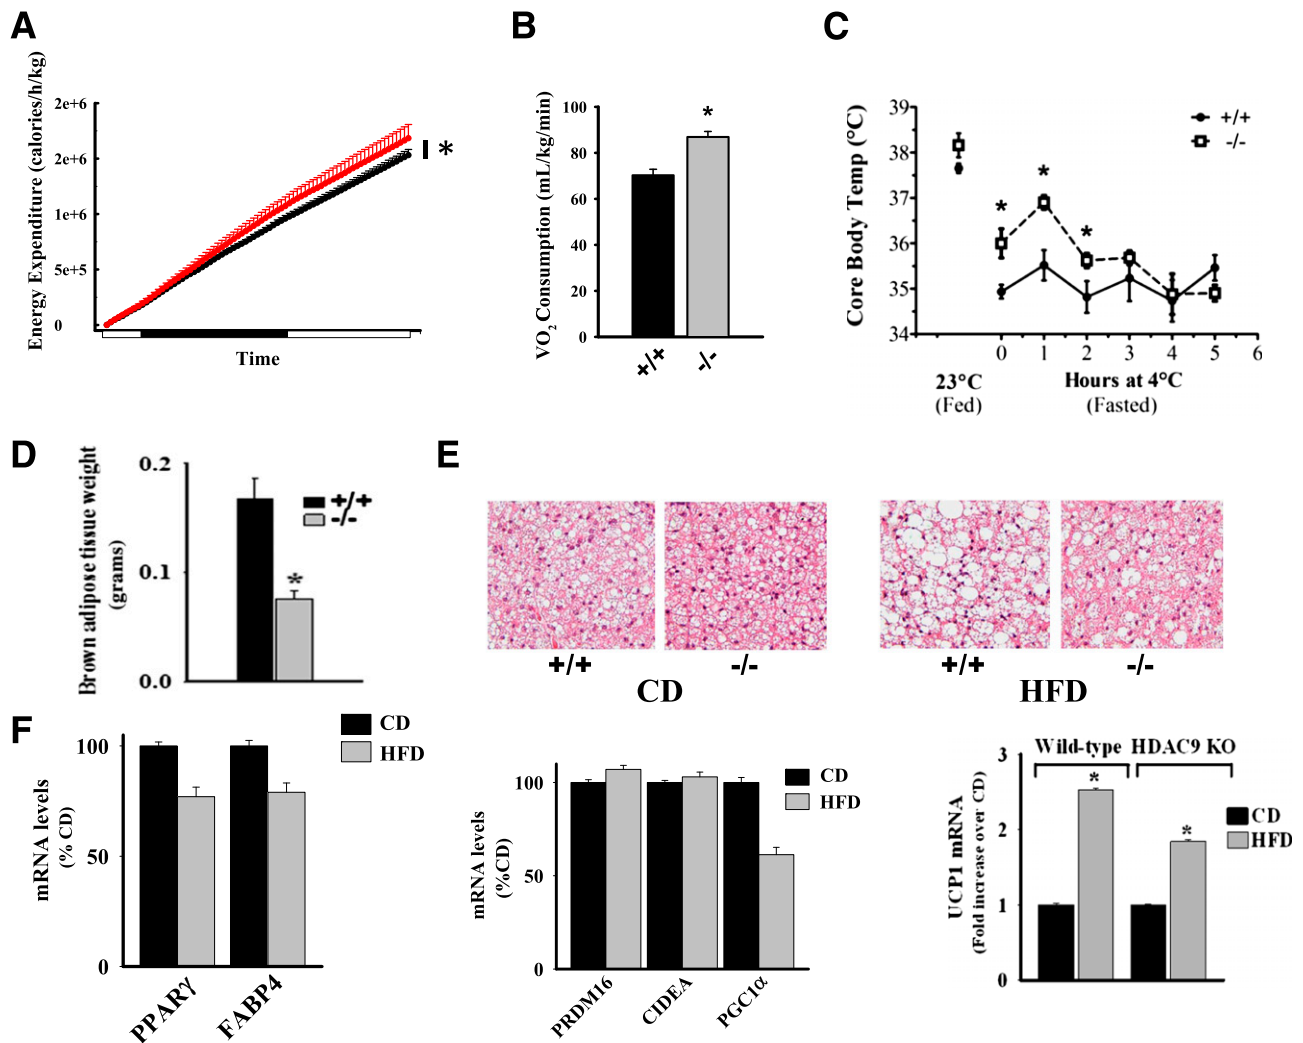 A
Energy Expenditure (calories/h/kg)
2e+6
2e+6
1e+6
5e+5
0
*
Time
B
VO2 Consumption (mL/kg/min)
100
80
60
40
20
0
*
+/+
-/-
C
Core Body Temp (°C)
39
38
37
36
35
34
+/+
-/-
*
*
*
0 1 2 3 4 5 6
23°C
(Fed)
Hours at 4°C
(Fasted)
D
Brown adipose tissue weight
(grams)
0.2
0.1
0.0
+/+
-/-
*
E
+/+
-/-
CD
+/+
-/-
HFD
F
mRNA levels
(% CD)
100
50
0
CD
HFD
PPARγ
FABP4
mRNA levels
(%CD)
100
50
0
CD
HFD
PRDM16
CIDEA
PGC1α
UCP1 mRNA
(Fold increase over CD)
3
2
1
0
Wild-type
HDAC9 KO
*
*
CD
HFD